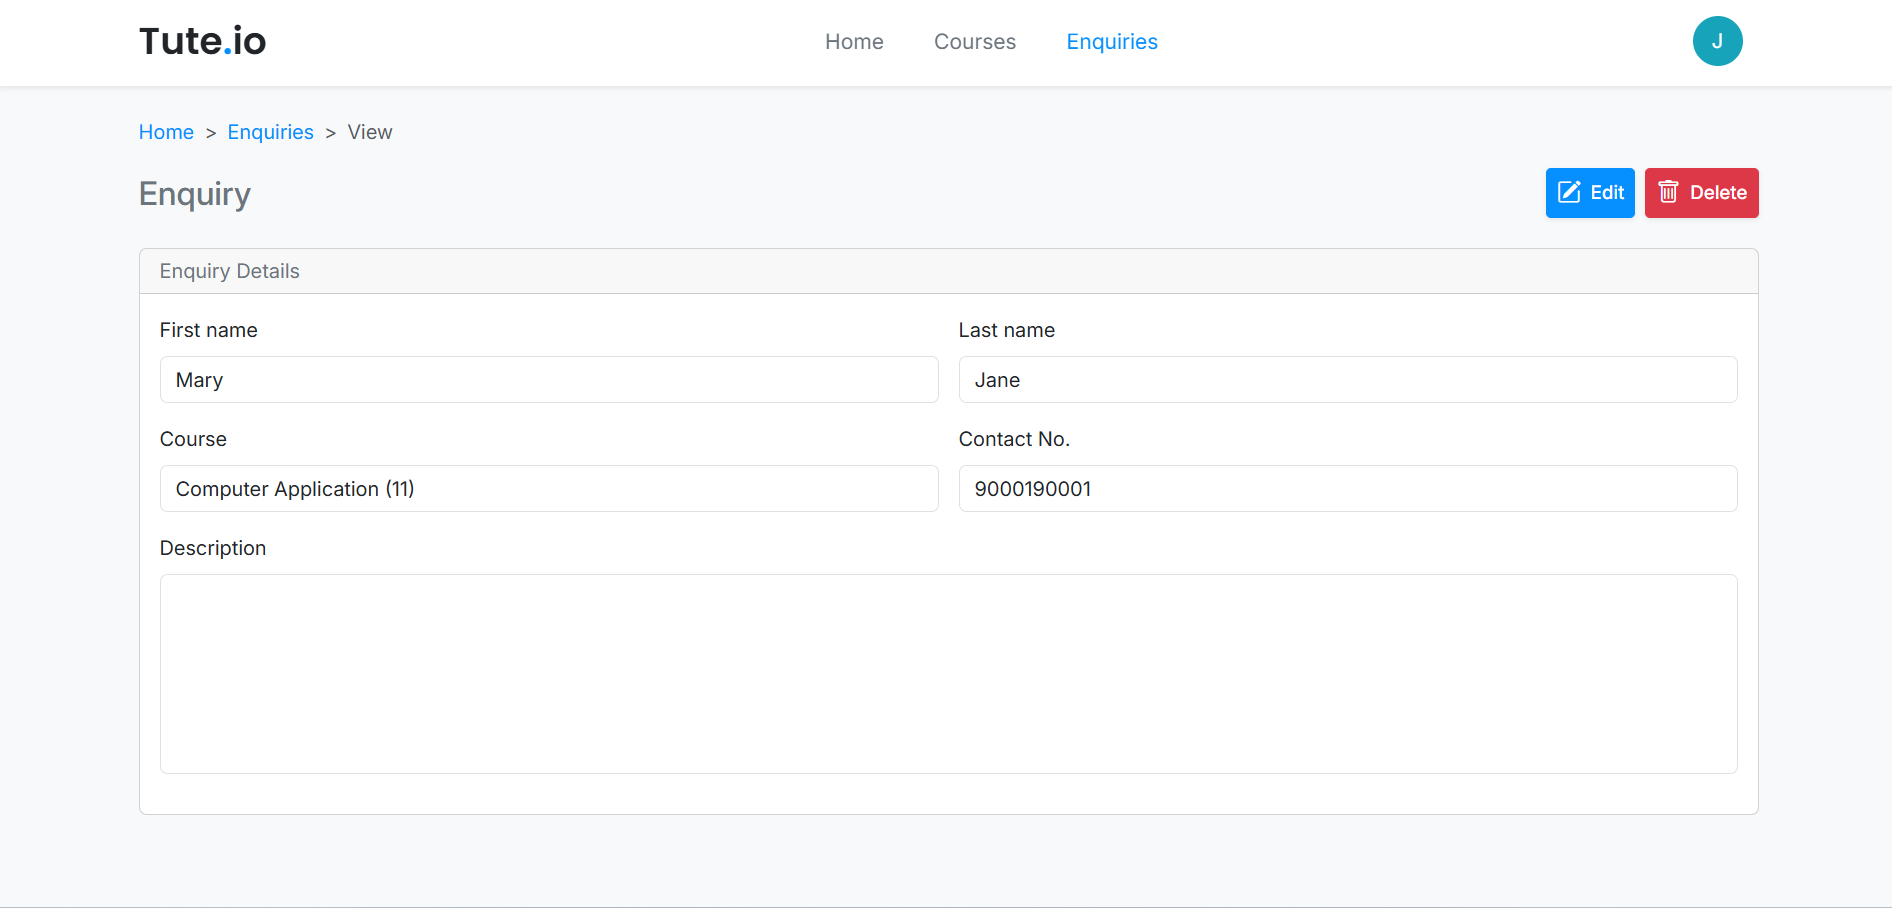 Tute.io Home Courses Enquiries J
Home > Enquiries > View
Enquiry Edit Delete
Enquiry Details
First name Last name
Mary Jane
Course Contact No.
Computer Application (11) 9000190001
Description